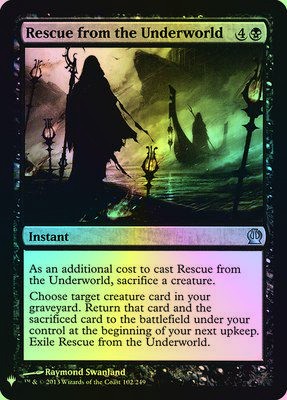 Rescue from the Underworld 4
Instant
As an additional cost to cast Rescue from
the Underworld, sacrifice a creature.
Choose target creature card in your
graveyard. Return that card and the
sacrificed card to the battlefield under your
control at the beginning of your next upkeep.
Exile Rescue from the Underworld.
Raymond Swanland
™ & © 2013 Wizards of the Coast 102/249